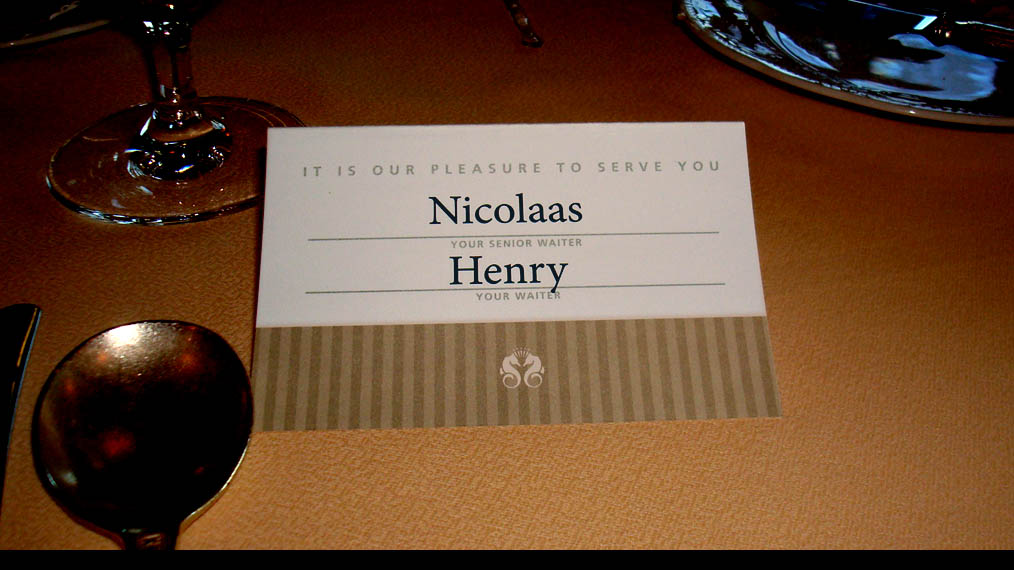 IT IS OUR PLEASURE TO SERVE YOU
Nicolaas
YOUR SENIOR WAITER
Henry
YOUR WAITER